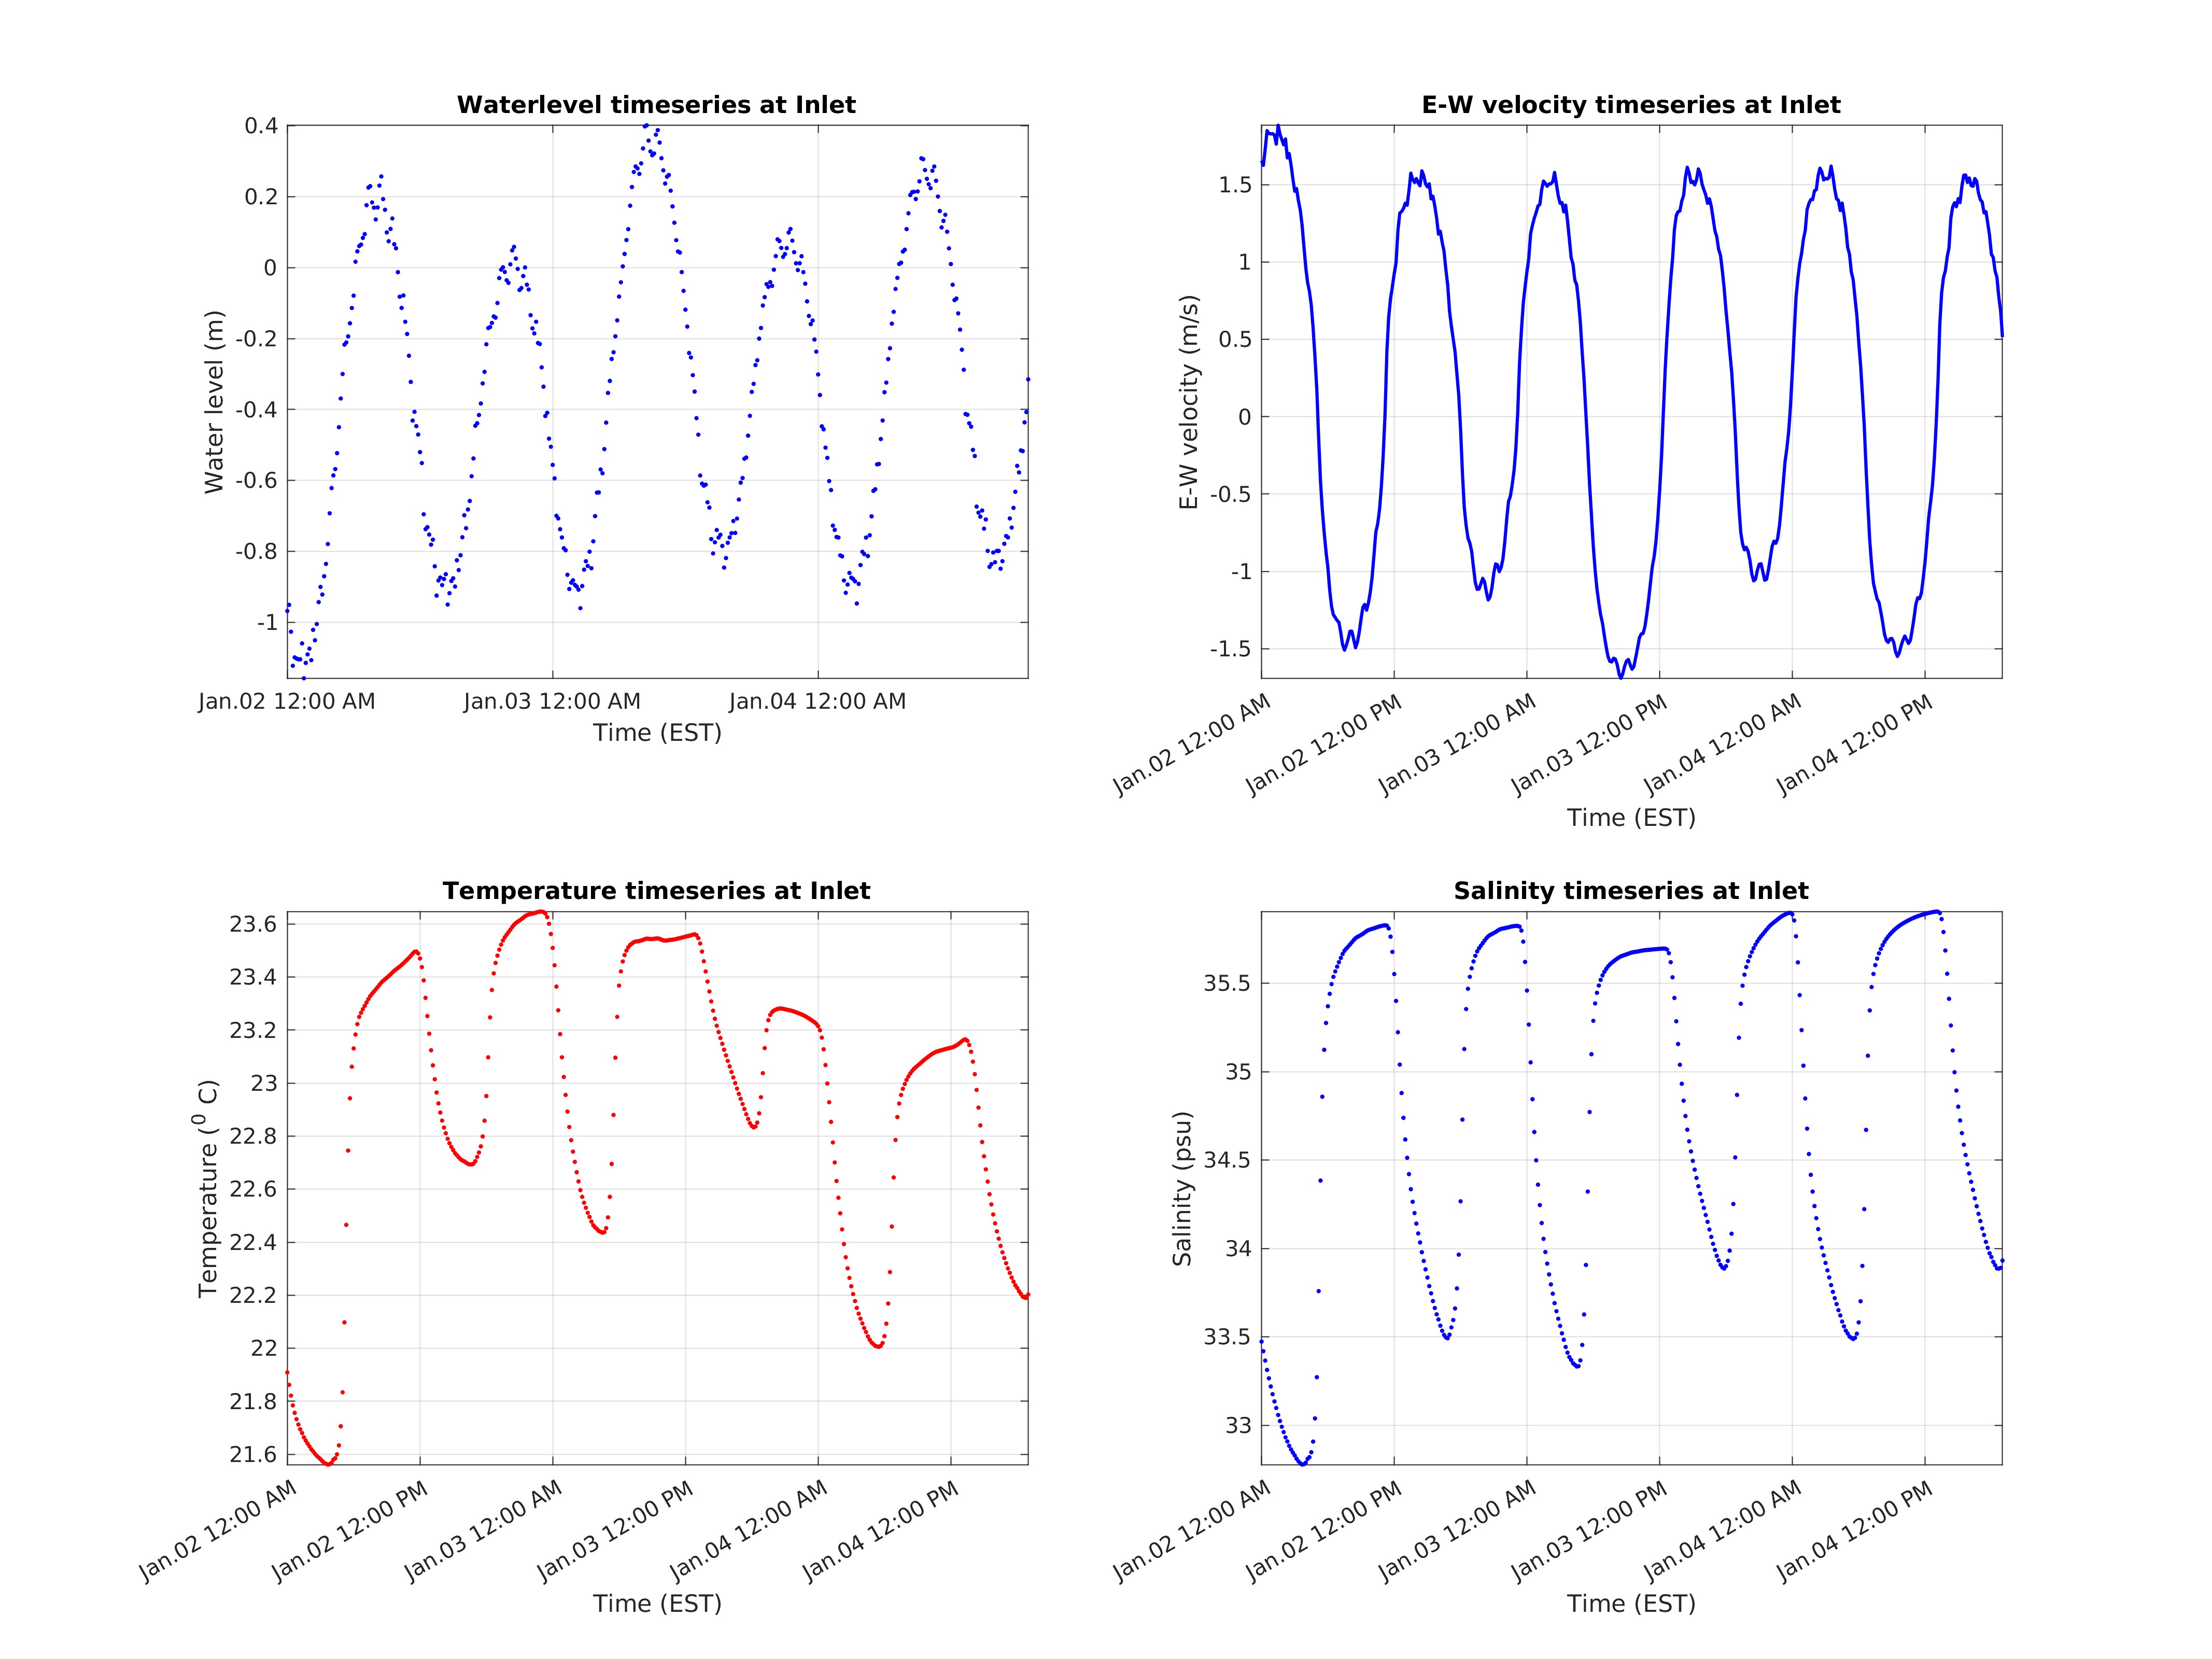 Waterlevel timeseries at Inlet
0.4
0.2
0
-0.2
-0.4
-0.6
-0.8
-1
Water level (m)
Jan.02 12:00 AM
Jan.03 12:00 AM
Jan.04 12:00 AM
Time (EST)
E-W velocity timeseries at Inlet
1.5
1
0.5
0
-0.5
-1
-1.5
E-W velocity (m/s)
Jan.02 12:00 AM
Jan.02 12:00 PM
Jan.03 12:00 AM
Jan.03 12:00 PM
Jan.04 12:00 AM
Jan.04 12:00 PM
Time (EST)
Temperature timeseries at Inlet
23.6
23.4
23.2
23
22.8
22.6
22.4
22.2
22
21.8
21.6
Temperature (⁰ C)
Jan.02 12:00 AM
Jan.02 12:00 PM
Jan.03 12:00 AM
Jan.03 12:00 PM
Jan.04 12:00 AM
Jan.04 12:00 PM
Time (EST)
Salinity timeseries at Inlet
35.5
35
34.5
34
33.5
33
Salinity (psu)
Jan.02 12:00 AM
Jan.02 12:00 PM
Jan.03 12:00 AM
Jan.03 12:00 PM
Jan.04 12:00 AM
Jan.04 12:00 PM
Time (EST)